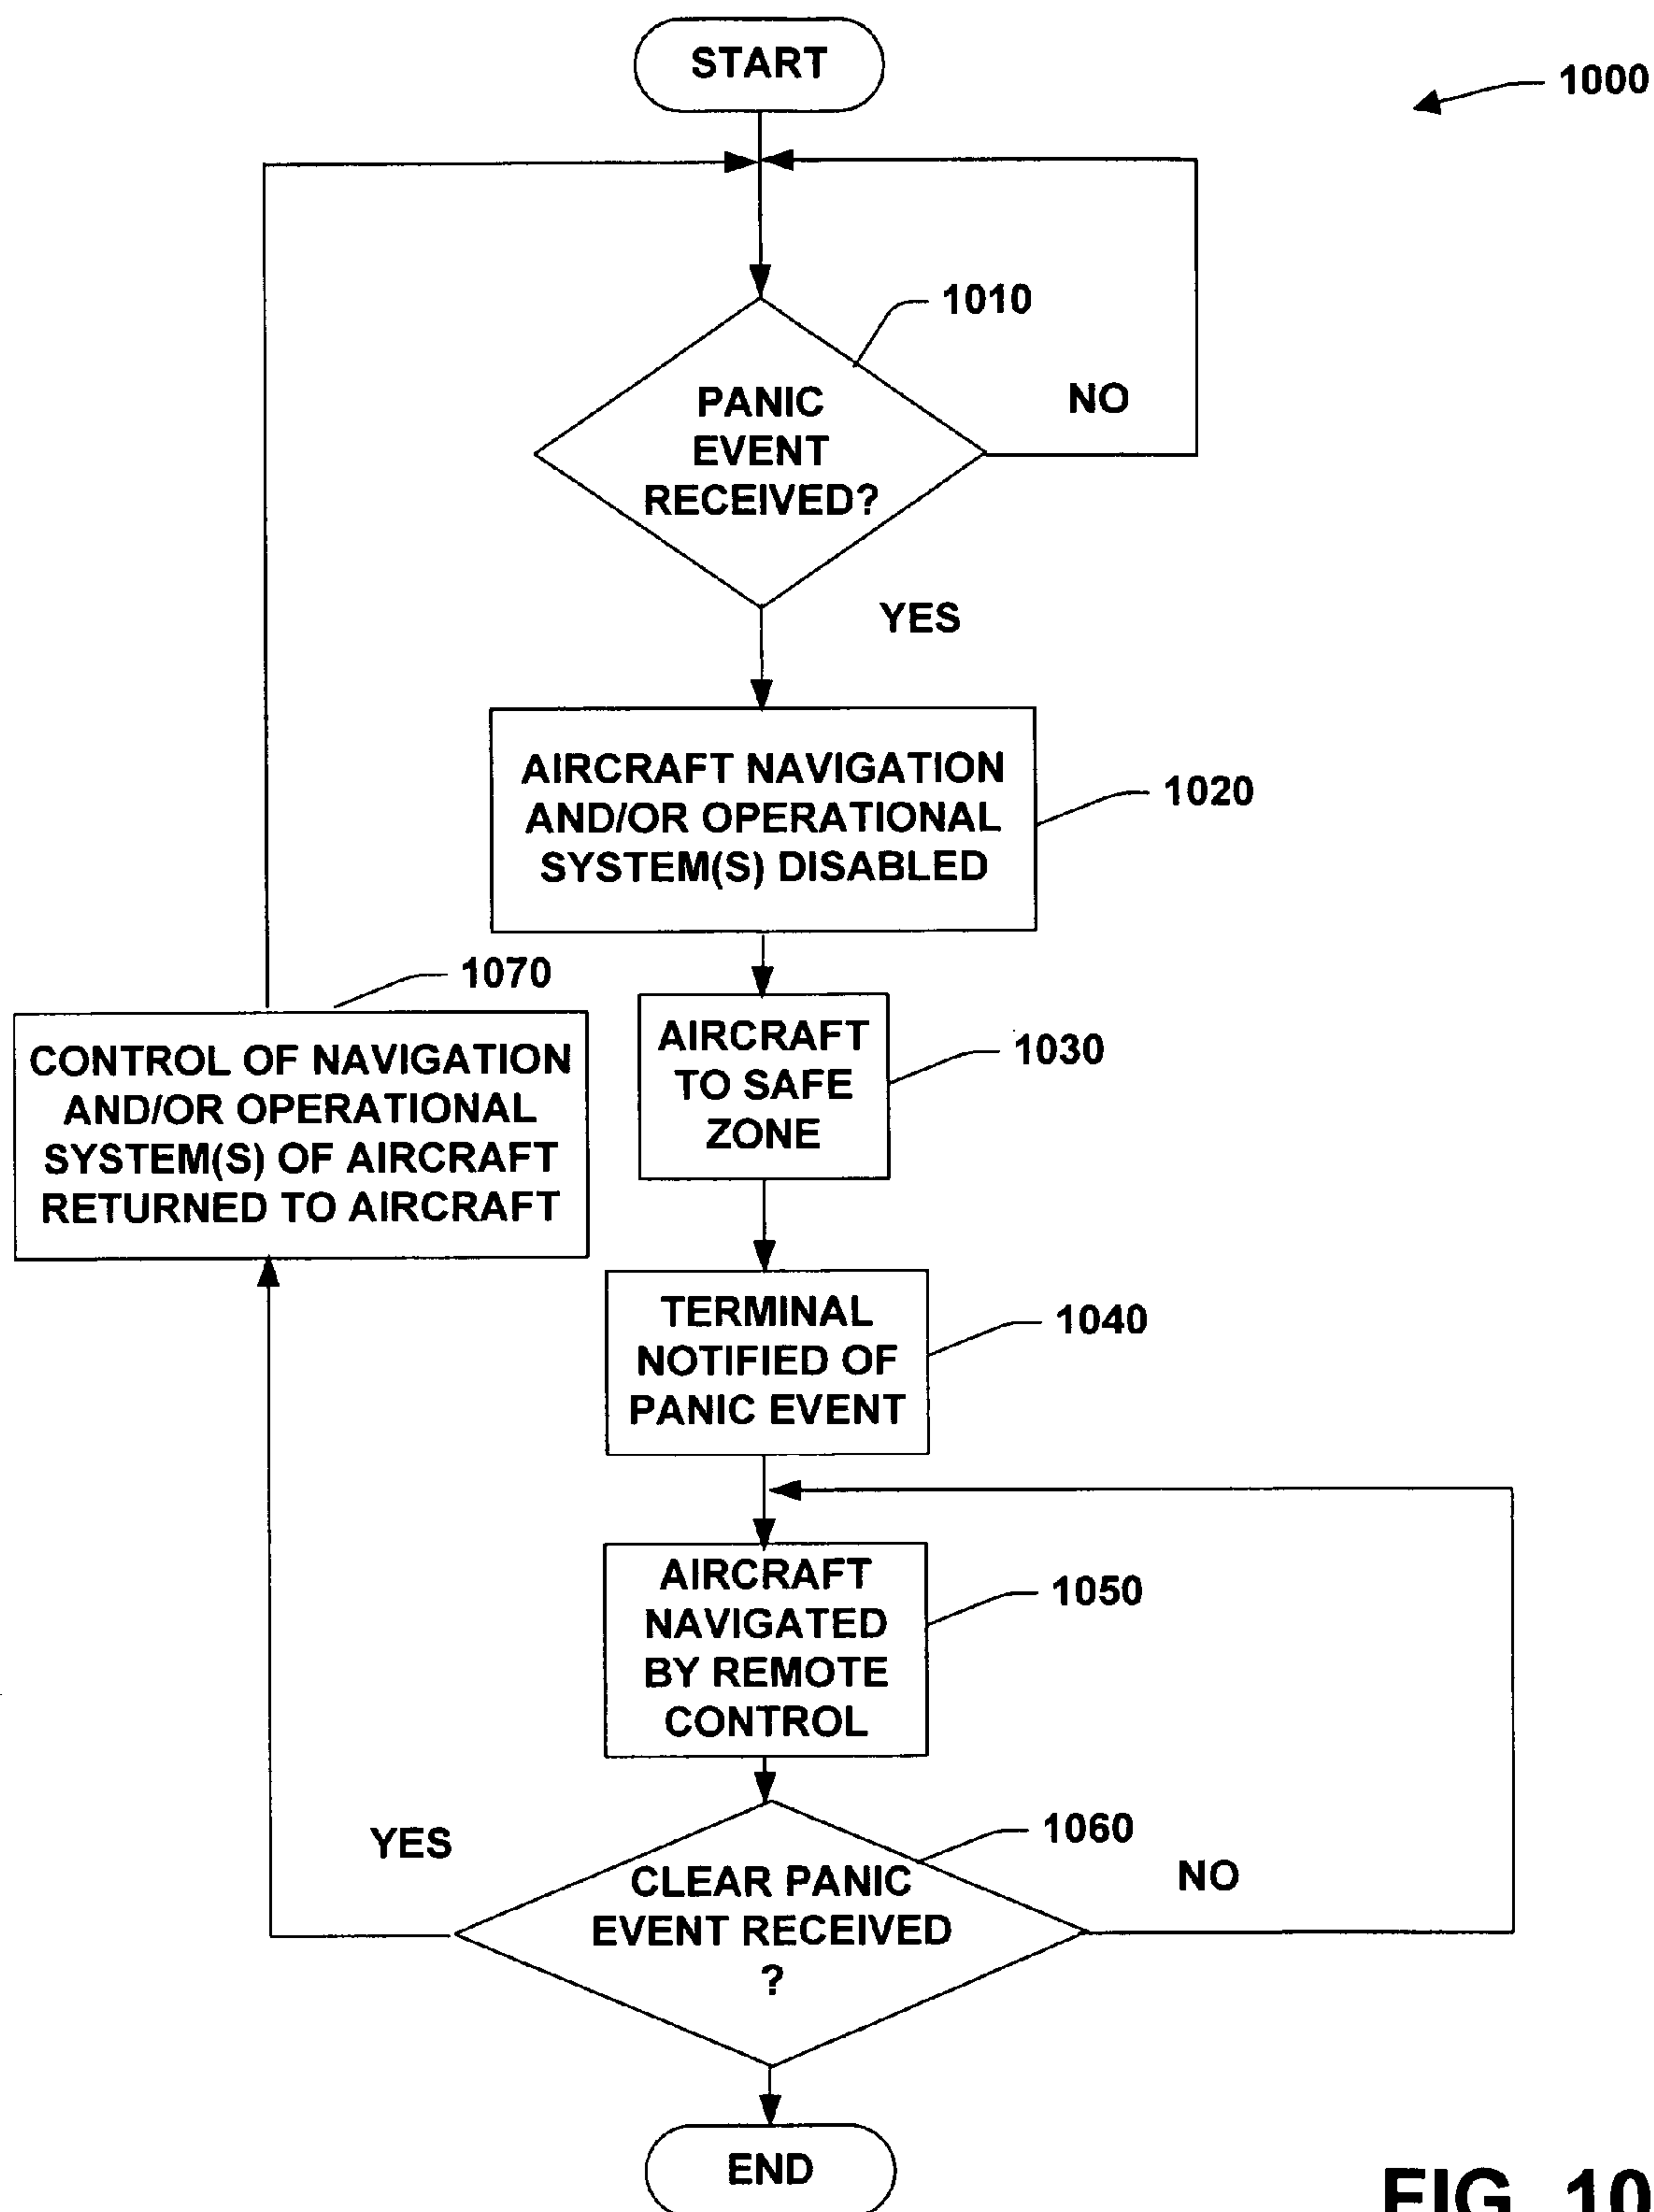 START
1000
1010
PANIC
EVENT
RECEIVED?
NO
YES
AIRCRAFT NAVIGATION
AND/OR OPERATIONAL
SYSTEM(S) DISABLED
1020
1070
CONTROL OF NAVIGATION
AND/OR OPERATIONAL
SYSTEM(S) OF AIRCRAFT
RETURNED TO AIRCRAFT
AIRCRAFT
TO SAFE
ZONE
1030
TERMINAL
NOTIFIED OF
PANIC EVENT
1040
AIRCRAFT
NAVIGATED
BY REMOTE
CONTROL
1050
1060
YES
CLEAR PANIC
EVENT RECEIVED
?
NO
END
FIG. 10